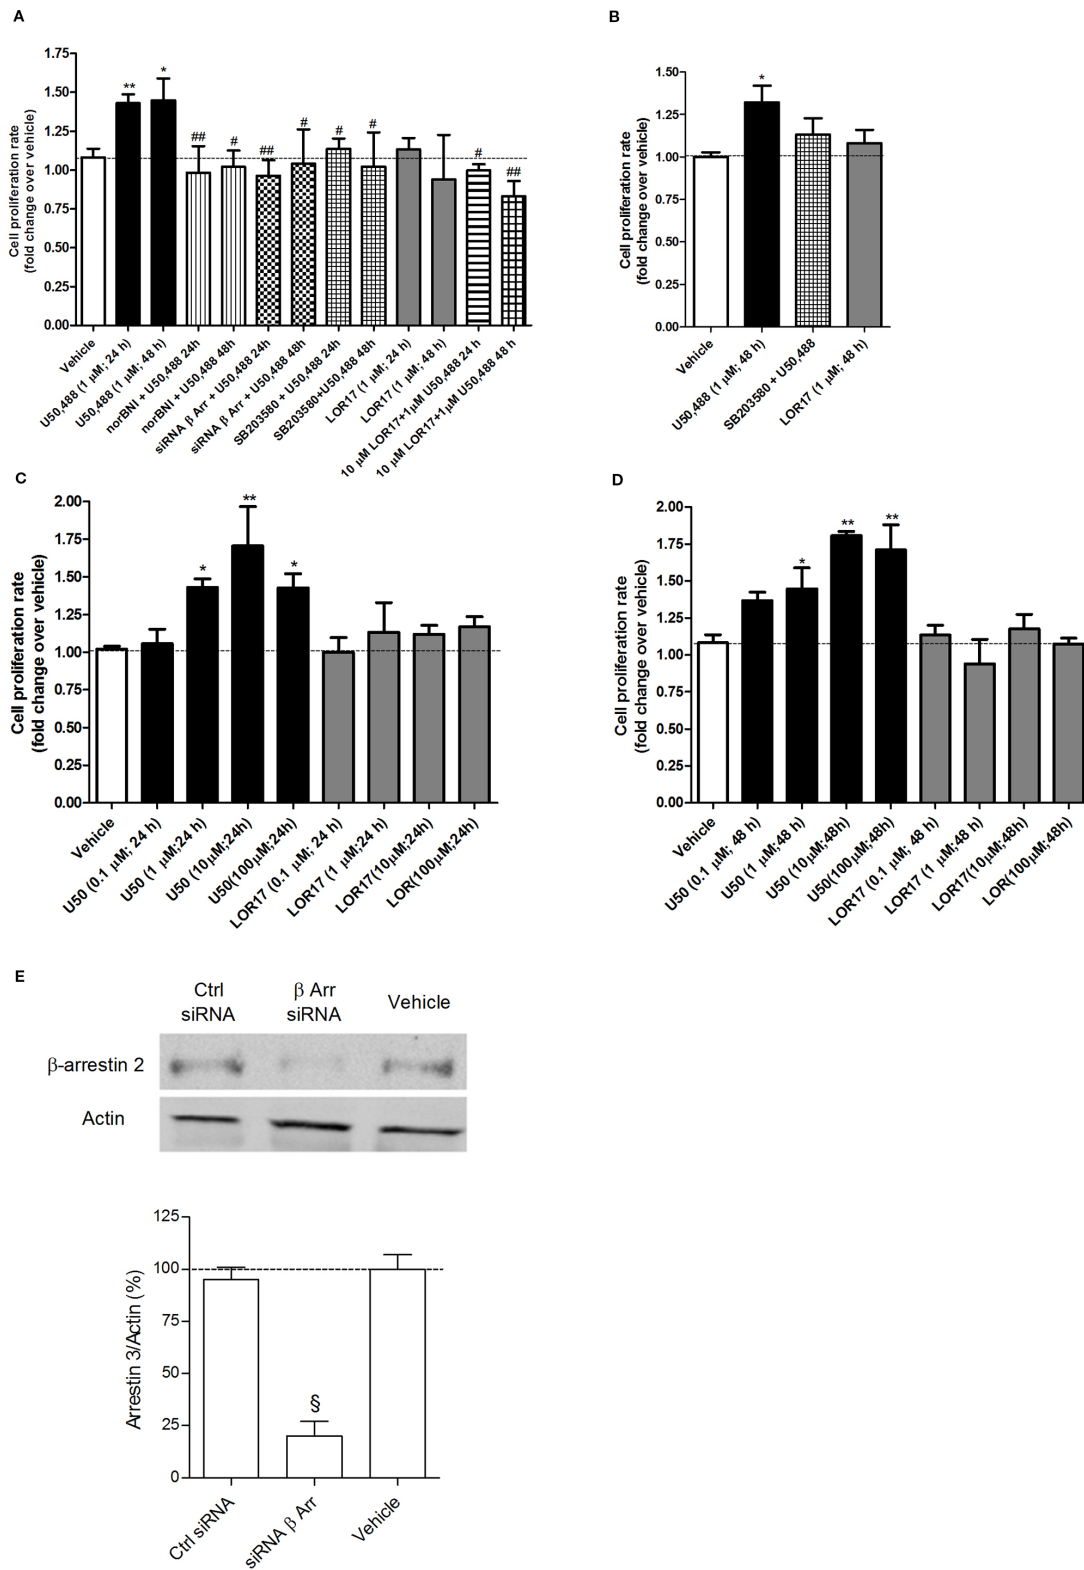 A
Cell proliferation rate
(fold change over vehicle)
1.75
1.50
1.25
1.00
0.75
0.50
0.25
0.00
**
*
##
#
##
#
#
#
#
##
Vehicle
U50,488 (1 μM; 24 h)
U50,488 (1 μM; 48 h)
norBNI + U50,488 24h
norBNI + U50,488 48h
siRNA β Arr + U50,488 24h
siRNA β Arr + U50,488 48h
SB203580 + U50,488 24h
SB203580+U50,488 48h
LOR17 (1 μM; 24 h)
LOR17 (1 μM; 48 h)
10 μM LOR17+1μM U50,488 24 h
10 μM LOR17+1μM U50,488 48 h
B
Cell proliferation rate
(fold change over vehicle)
1.50
1.25
1.00
0.75
0.50
0.25
0.00
*
Vehicle
U50,488 (1 μM; 48 h)
SB203580 + U50,488
LOR17 (1 μM; 48 h)
C
Cell proliferation rate
(fold change over vehicle)
2.00
1.75
1.50
1.25
1.00
0.75
0.50
0.25
0.00
*
**
*
Vehicle
U50 (0.1 μM; 24 h)
U50 (1 μM;24 h)
U50 (10μM;24h)
U50(100μM;24h)
LOR17 (0.1 μM; 24 h)
LOR17 (1 μM;24 h)
LOR17(10μM;24h)
LOR(100μM;24h)
D
Cell proliferation rate
(fold change over vehicle)
2.00
1.75
1.50
1.25
1.00
0.75
0.50
0.25
0.00
*
**
**
Vehicle
U50 (0.1 μM; 48 h)
U50 (1 μM;48 h)
U50 (10μM;48h)
U50(100μM;48h)
LOR17 (0.1 μM; 48 h)
LOR17 (1 μM;48 h)
LOR17(10μM;48h)
LOR(100μM;48h)
E
Ctrl
siRNA
β Arr
siRNA
Vehicle
β-arrestin 2
Actin
Arrestin 3/Actin (%)
125
100
75
50
25
0
§
Ctrl siRNA
siRNA β Arr
Vehicle